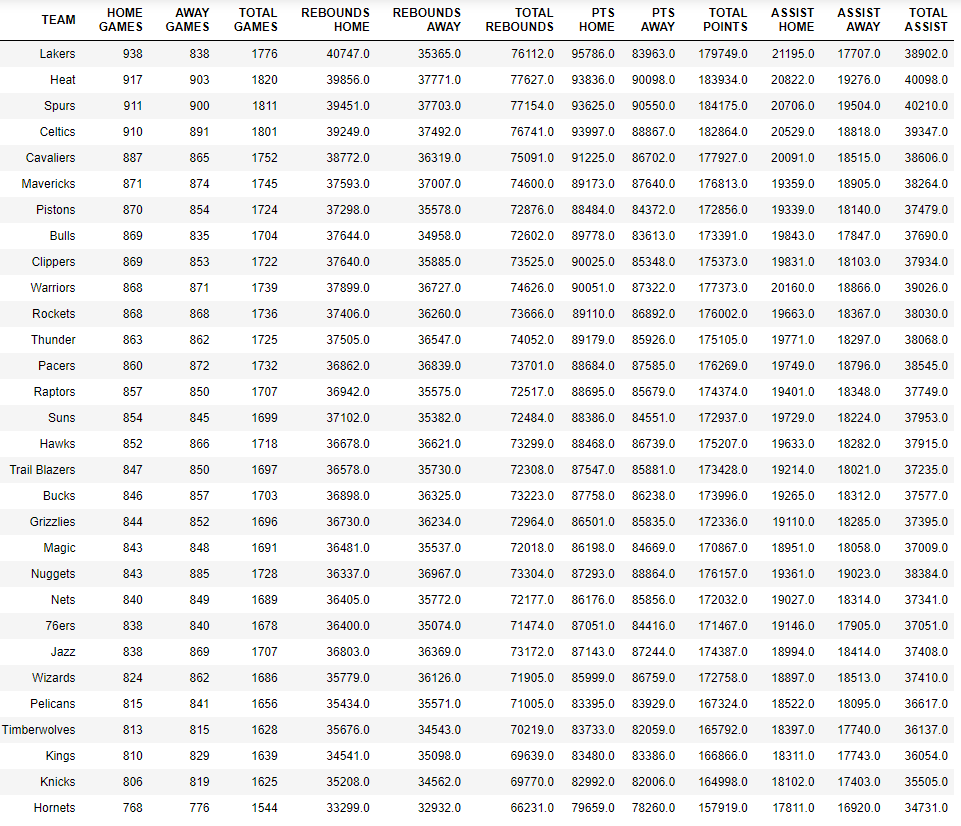 TEAM HOME GAMES AWAY GAMES TOTAL GAMES REBOUNDS HOME REBOUNDS AWAY TOTAL REBOUNDS PTS HOME PTS AWAY TOTAL POINTS ASSIST HOME ASSIST AWAY TOTAL ASSIST
Lakers 938 838 1776 40747.0 35365.0 76112.0 95786.0 83963.0 179749.0 21195.0 17707.0 38902.0
Heat 917 903 1820 39856.0 37771.0 77627.0 93836.0 90098.0 183934.0 20822.0 19276.0 40098.0
Spurs 911 900 1811 39451.0 37703.0 77154.0 93625.0 90550.0 184175.0 20706.0 19504.0 40210.0
Celtics 910 891 1801 39249.0 37492.0 76741.0 93997.0 88867.0 182864.0 20529.0 18818.0 39347.0
Cavaliers 887 865 1752 38772.0 36319.0 75091.0 91225.0 86702.0 177927.0 20091.0 18515.0 38606.0
Mavericks 871 874 1745 37593.0 37007.0 74600.0 89173.0 87640.0 176813.0 19359.0 18905.0 38264.0
Pistons 870 854 1724 37298.0 35578.0 72876.0 88484.0 84372.0 172856.0 19339.0 18140.0 37479.0
Bulls 869 835 1704 37644.0 34958.0 72602.0 89778.0 83613.0 173391.0 19843.0 17847.0 37690.0
Clippers 869 853 1722 37640.0 35885.0 73525.0 90025.0 85348.0 175373.0 19831.0 18103.0 37934.0
Warriors 868 871 1739 37899.0 36727.0 74626.0 90051.0 87322.0 177373.0 20160.0 18866.0 39026.0
Rockets 868 868 1736 37406.0 36260.0 73666.0 89110.0 86892.0 176002.0 19663.0 18367.0 38030.0
Thunder 863 862 1725 37505.0 36547.0 74052.0 89179.0 85926.0 175105.0 19771.0 18297.0 38068.0
Pacers 860 872 1732 36862.0 36839.0 73701.0 88684.0 87585.0 176269.0 19749.0 18796.0 38545.0
Raptors 857 850 1707 36942.0 35575.0 72517.0 88695.0 85679.0 174374.0 19401.0 18348.0 37749.0
Suns 854 845 1699 37102.0 35382.0 72484.0 88386.0 84551.0 172937.0 19729.0 18224.0 37953.0
Hawks 852 866 1718 36678.0 36621.0 73299.0 88468.0 86739.0 175207.0 19633.0 18282.0 37915.0
Trail Blazers 847 850 1697 36578.0 35730.0 72308.0 87547.0 85881.0 173428.0 19214.0 18021.0 37235.0
Bucks 846 857 1703 36898.0 36325.0 73223.0 87758.0 86238.0 173996.0 19265.0 18312.0 37577.0
Grizzlies 844 852 1696 36730.0 36234.0 72964.0 86501.0 85835.0 172336.0 19110.0 18285.0 37395.0
Magic 843 848 1691 36481.0 35537.0 72018.0 86198.0 84669.0 170867.0 18951.0 18058.0 37009.0
Nuggets 843 885 1728 36337.0 36967.0 73304.0 87293.0 88864.0 176157.0 19361.0 19023.0 38384.0
Nets 840 849 1689 36405.0 35772.0 72177.0 86176.0 85856.0 172032.0 19027.0 18314.0 37341.0
76ers 838 840 1678 36400.0 35074.0 71474.0 87051.0 84416.0 171467.0 19146.0 17905.0 37051.0
Jazz 838 869 1707 36803.0 36369.0 73172.0 87143.0 87244.0 174387.0 18994.0 18414.0 37408.0
Wizards 824 862 1686 35779.0 36126.0 71905.0 85999.0 86759.0 172758.0 18897.0 18513.0 37410.0
Pelicans 815 841 1656 35434.0 35571.0 71005.0 83395.0 83929.0 167324.0 18522.0 18095.0 36617.0
Timberwolves 813 815 1628 35676.0 34543.0 70219.0 83733.0 82059.0 165792.0 18397.0 17740.0 36137.0
Kings 810 829 1639 34541.0 35098.0 69639.0 83480.0 83386.0 166866.0 18311.0 17743.0 36054.0
Knicks 806 819 1625 35208.0 34562.0 69770.0 82992.0 82006.0 164998.0 18102.0 17403.0 35505.0
Hornets 768 776 1544 33299.0 32932.0 66231.0 79659.0 78260.0 157919.0 17811.0 16920.0 34731.0